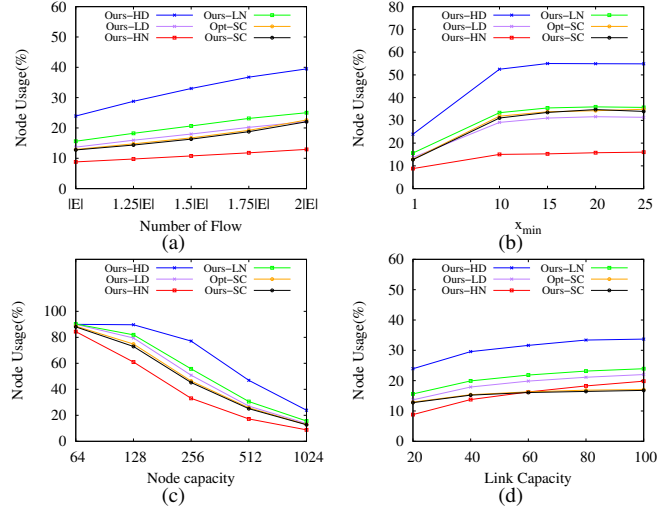 Ours-HD Ours-LN
Ours-LD Opt-SC
Ours-HN Ours-SC
Node Usage(%)
60
50
40
30
20
10
0
|E| 1.25|E| 1.5|E| 1.75|E| 2|E|
Number of Flow
(a)
Ours-HD Ours-LN
Ours-LD Opt-SC
Ours-HN Ours-SC
Node Usage(%)
80
70
60
50
40
30
20
10
0
1 10 15 20 25
x_min
(b)
Ours-HD Ours-LN
Ours-LD Opt-SC
Ours-HN Ours-SC
Node Usage(%)
100
80
60
40
20
0
64 128 256 512 1024
Node capacity
(c)
Ours-HD Ours-LN
Ours-LD Opt-SC
Ours-HN Ours-SC
Node Usage(%)
60
50
40
30
20
10
0
20 40 60 80 100
Link Capacity
(d)